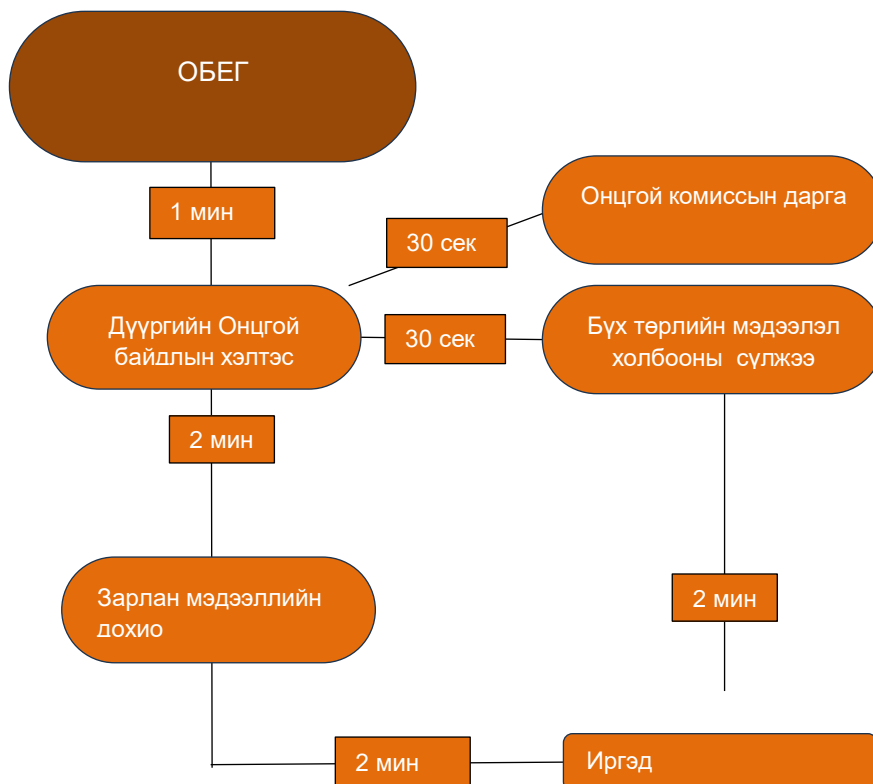 ОБЕГ
1 мин
Онцгой комиссын дарга
30 сек
Дүүргийн Онцгой
байдлын хэлтэс
30 сек
Бүх төрлийн мэдээлэл
холбооны сүлжээ
2 мин
Зарлан мэдээллийн
дохио
2 мин
2 мин
Иргэд